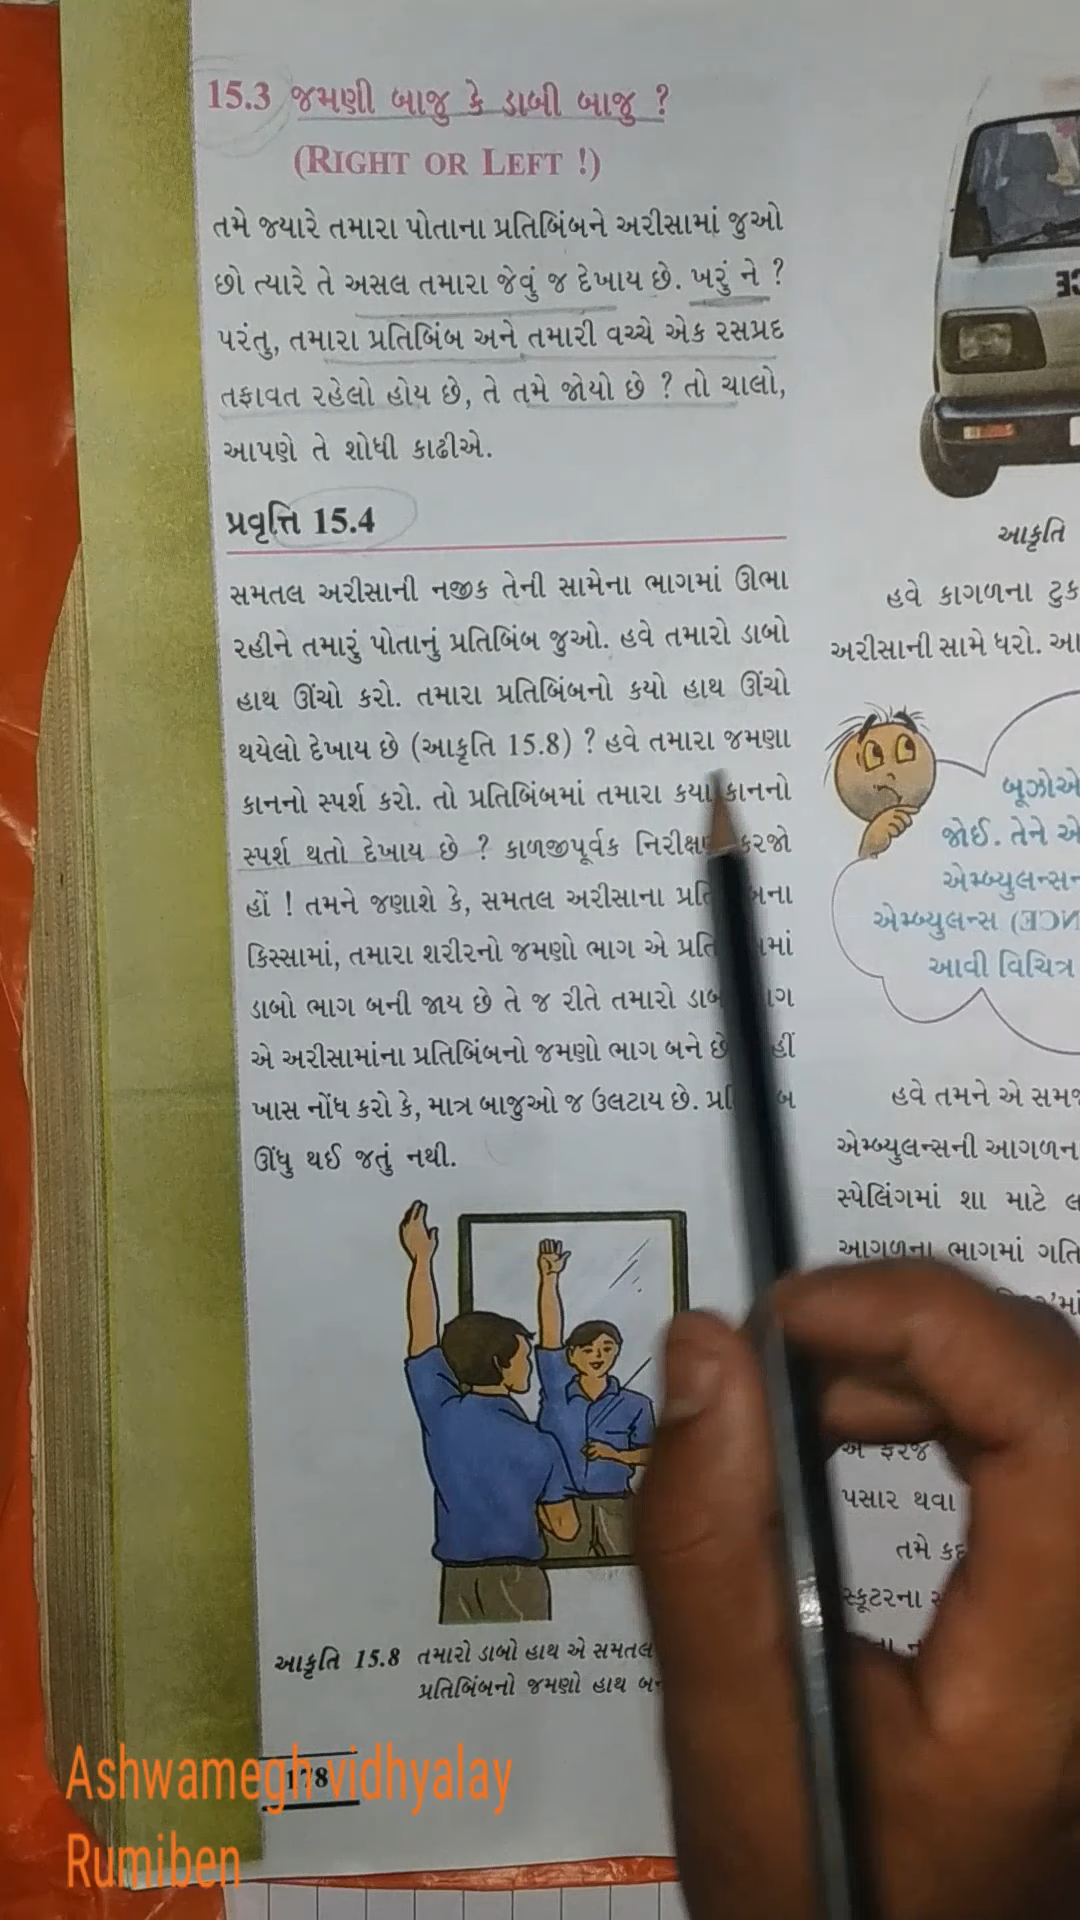 15.3 જમણી બાજુ કે ડાબી બાજુ ?
(RIGHT OR LEFT !)
તમે જ્યારે તમારા પોતાના પ્રતિબિંબને અરીસામાં જુઓ
છો ત્યારે તે અસલ તમારા જેવું જ દેખાય છે. ખરું ને ?
પરંતુ, તમારા પ્રતિબિંબ અને તમારી વચ્ચે એક રસપ્રદ
તફાવત રહેલો હોય છે, તે તમે જોયો છે ? તો ચાલો,
આપણે તે શોધી કાઢીએ.
પ્રવૃત્તિ 15.4
સમતલ અરીસાની નજીક તેની સામેના ભાગમાં ઊભા
રહીને તમારું પોતાનું પ્રતિબિંબ જુઓ. હવે તમારો ડાબો
હાથ ઊંચો કરો. તમારા પ્રતિબિંબનો કયો હાથ ઊંચો
થયેલો દેખાય છે (આકૃતિ 15.8) ? હવે તમારા જમણા
કાનનો સ્પર્શ કરો. તો પ્રતિબિંબમાં તમારા કયા કાનનો
સ્પર્શ થતો દેખાય છે ? કાળજીપૂર્વક કરજો
હોં ! તમને જણાશે કે, સમતલ અરીસાના
કિસ્સામાં, તમારા શરીરનો જમણો ભાગ એ
ડાબો ભાગ બની જાય છે તે જ રીતે તમારો
એ અરીસામાંના પ્રતિબિંબનો જમણો ભાગ બને
ખાસ નોંધ કરો કે, માત્ર બાજુઓ જ ઉલટાય છે.
ઊંધુ થઈ જતું નથી.
આકૃતિ 15.8 તમારો ડાબો હાથ એ સમતલ
પ્રતિબિંબનો જમણો હાથ
178
આકૃતિ
હવે કાગળના
અરીસાની સામે ધરો.
બૂઝોએ
જોઈ. તેને
એમ્બ્યુલન્સ
આવી વિચિત્ર
હવે તમને એ
એમ્બ્યુલન્સની
સ્પેલિંગમાં શા માટે
આગળના ભાગમાં
પસાર થવા
તમે
સ્કૂટરના
Ashwamegh vidhyalay
Rumiben